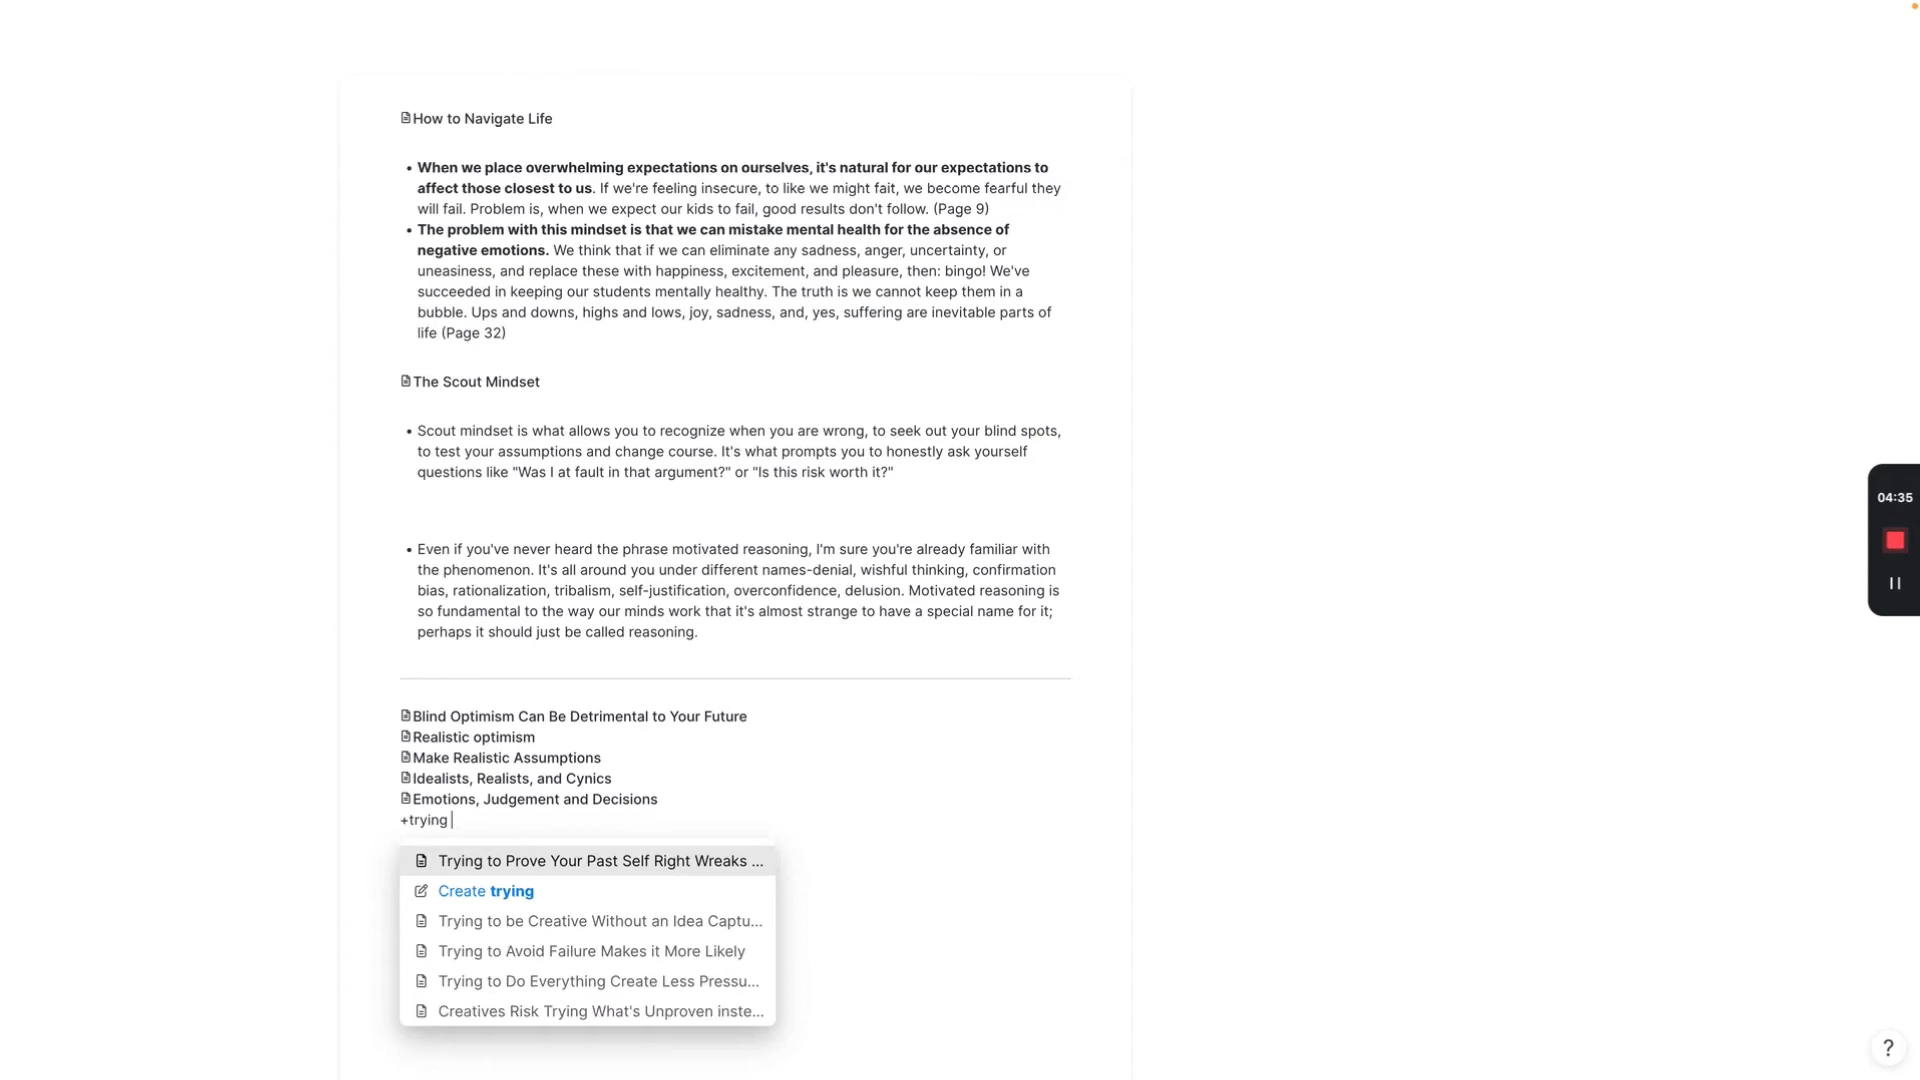 How to Navigate Life
• When we place overwhelming expectations on ourselves, it's natural for our expectations to
affect those closest to us. If we're feeling insecure, to like we might fait, we become fearful they
will fail. Problem is, when we expect our kids to fail, good results don't follow. (Page 9)
• The problem with this mindset is that we can mistake mental health for the absence of
negative emotions. We think that if we can eliminate any sadness, anger, uncertainty, or
uneasiness, and replace these with happiness, excitement, and pleasure, then: bingo! We've
succeeded in keeping our students mentally healthy. The truth is we cannot keep them in a
bubble. Ups and downs, highs and lows, joy, sadness, and, yes, suffering are inevitable parts of
life (Page 32)
The Scout Mindset
• Scout mindset is what allows you to recognize when you are wrong, to seek out your blind spots,
to test your assumptions and change course. It's what prompts you to honestly ask yourself
questions like "Was I at fault in that argument?" or "Is this risk worth it?"
• Even if you've never heard the phrase motivated reasoning, I'm sure you're already familiar with
the phenomenon. It's all around you under different names-denial, wishful thinking, confirmation
bias, rationalization, tribalism, self-justification, overconfidence, delusion. Motivated reasoning is
so fundamental to the way our minds work that it's almost strange to have a special name for it;
perhaps it should just be called reasoning.
Blind Optimism Can Be Detrimental to Your Future
Realistic optimism
Make Realistic Assumptions
Idealists, Realists, and Cynics
Emotions, Judgement and Decisions
+trying
Trying to Prove Your Past Self Right Wreaks ...
Create trying
Trying to be Creative Without an Idea Captu...
Trying to Avoid Failure Makes it More Likely
Trying to Do Everything Create Less Pressu...
Creatives Risk Trying What's Unproven inste...
04:35
?